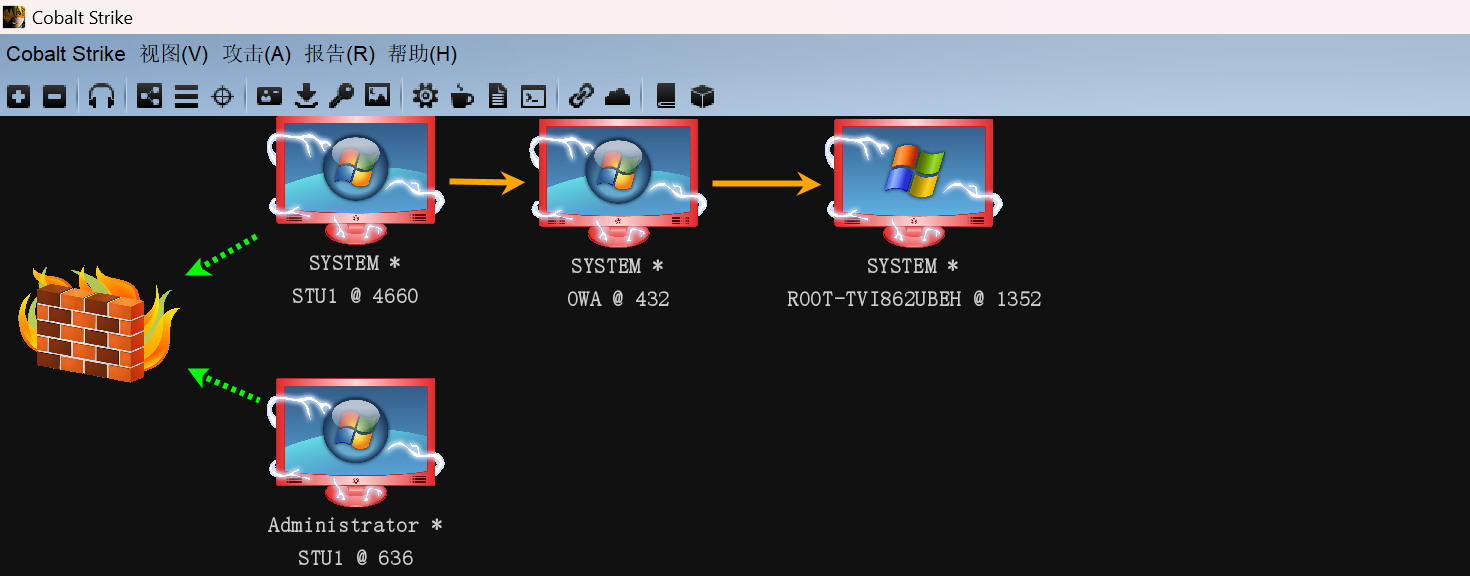 Cobalt Strike
Cobalt Strike 视图(V) 攻击(A) 报告(R) 帮助(H)
SYSTEM *
STU1 @ 4660
SYSTEM *
OWA @ 432
SYSTEM *
ROOT-TVI862UBEH @ 1352
Administrator *
STU1 @ 636